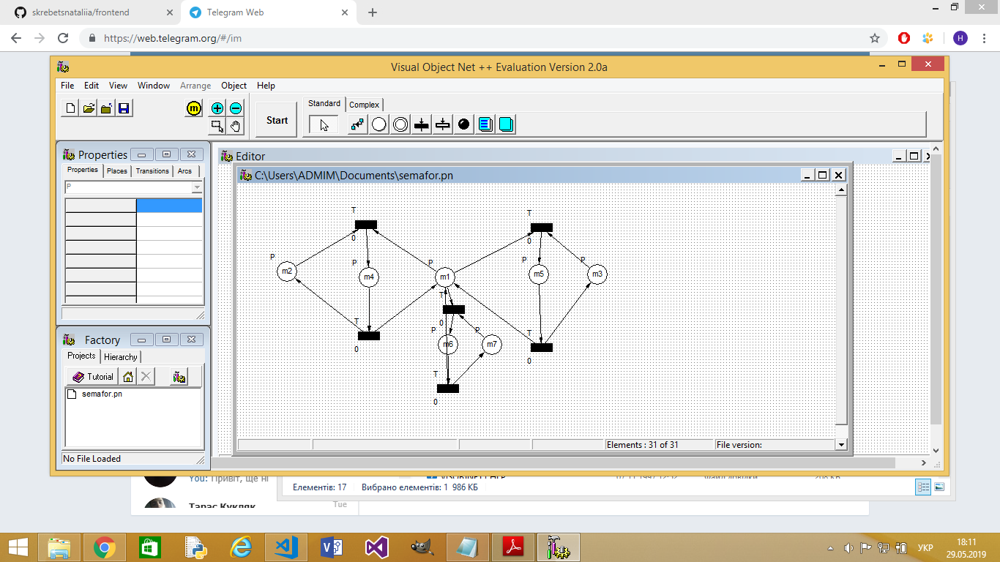 skrebetsnataliia/frontend
Telegram Web
https://web.telegram.org/#/im
H
Visual Object Net ++ Evaluation Version 2.0a
File Edit View Window Arrange Object Help
m
Start
Standard
Complex
Properties
Properties Places Transitions Arcs
P
Editor
C:\Users\ADMIM\Documents\semafor.pn
T
T
0
0
P
P
P
P
P
m2
m4
m1
m5
m3
T
T
0
P
P
T
0
m6
m7
0
T
0
Elements : 31 of 31
File version:
Factory
Projects Hierarchy
Tutorial
semafor.pn
No File Loaded
You: Привіт, ще ні
Елементів: 17
Вибрано елементів: 1 986 КБ
Тарас Кукляк
Tue
УКР
18:11
29.05.2019